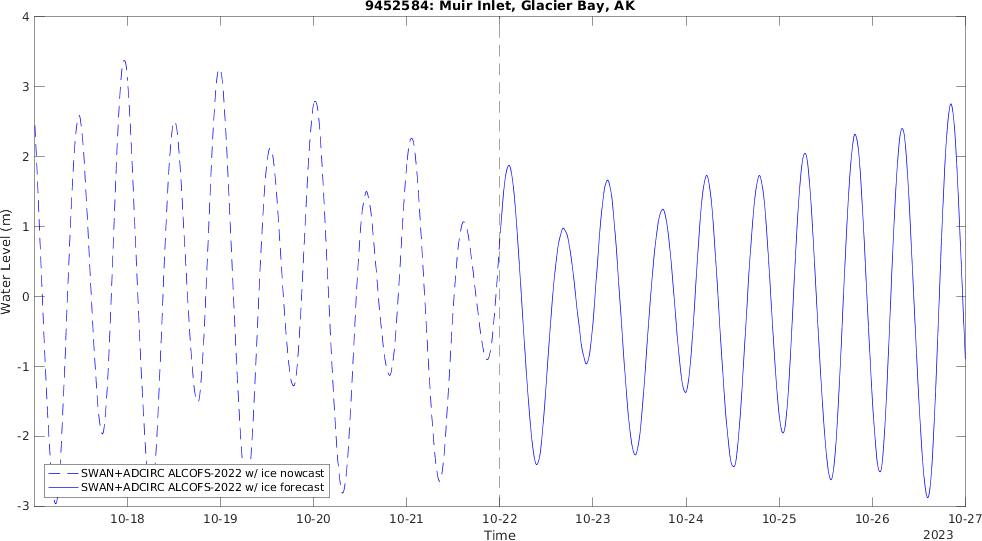 9452584: Muir Inlet, Glacier Bay, AK
4
3
2
1
0
-1
-2
-3
Water Level (m)
SWAN+ADCIRC ALCOFS-2022 w/ ice nowcast
SWAN+ADCIRC ALCOFS-2022 w/ ice forecast
10-18 10-19 10-20 10-21 10-22 10-23 10-24 10-25 10-26 10-27
Time
2023